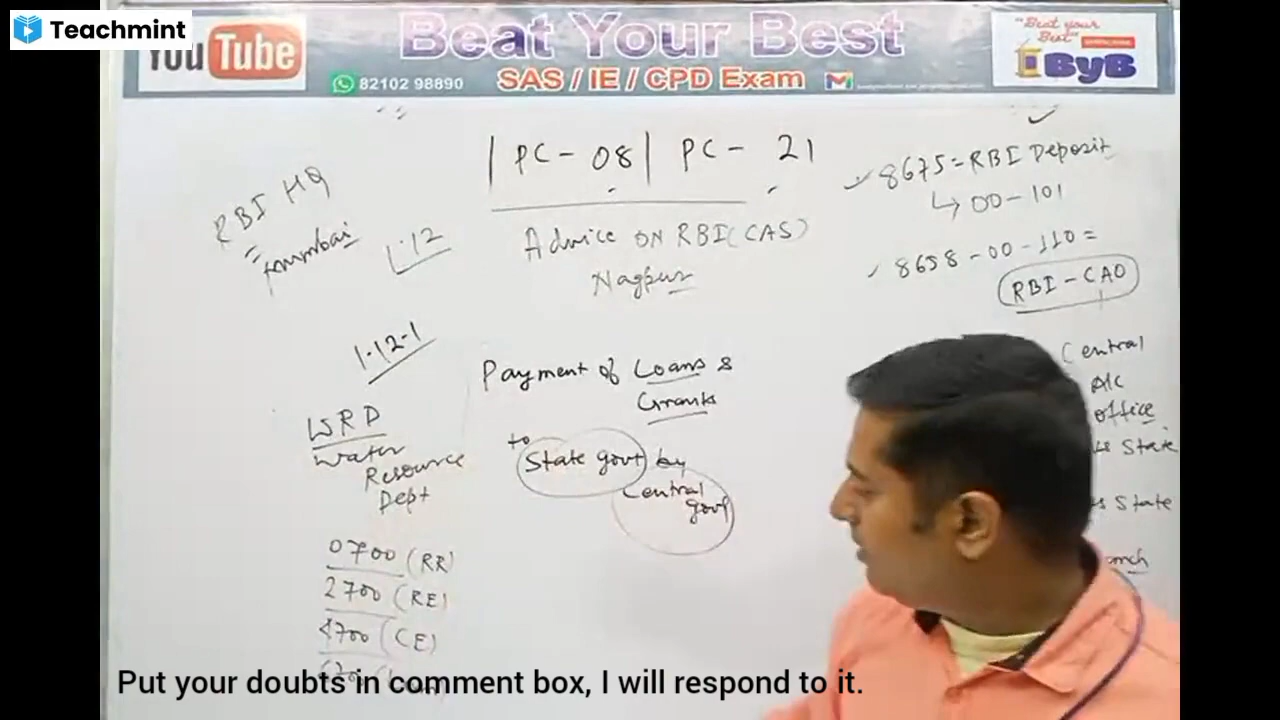 Teachmint
YouTube
Beat Your Best
SAS / IE / CPD Exam
82102 98890
"Beat your
Best"
ByB
| PC - 08 | PC - 21
Advice on RBI (CAS)
Nagpur
RBI HQ
Mumbai
1.12
8675 = RBI Deposit
↳ 00 - 101
8658 - 00 - 110 =
RBI - CAO
Central
A/c
office
State
State
1.12.1
WRD
Water
Resource
Dept
Payment of Loans &
Grants
to
State govt by
Central
govt
0700 (RR)
2700 (RE)
4700 (CE)
Put your doubts in comment box, I will respond to it.